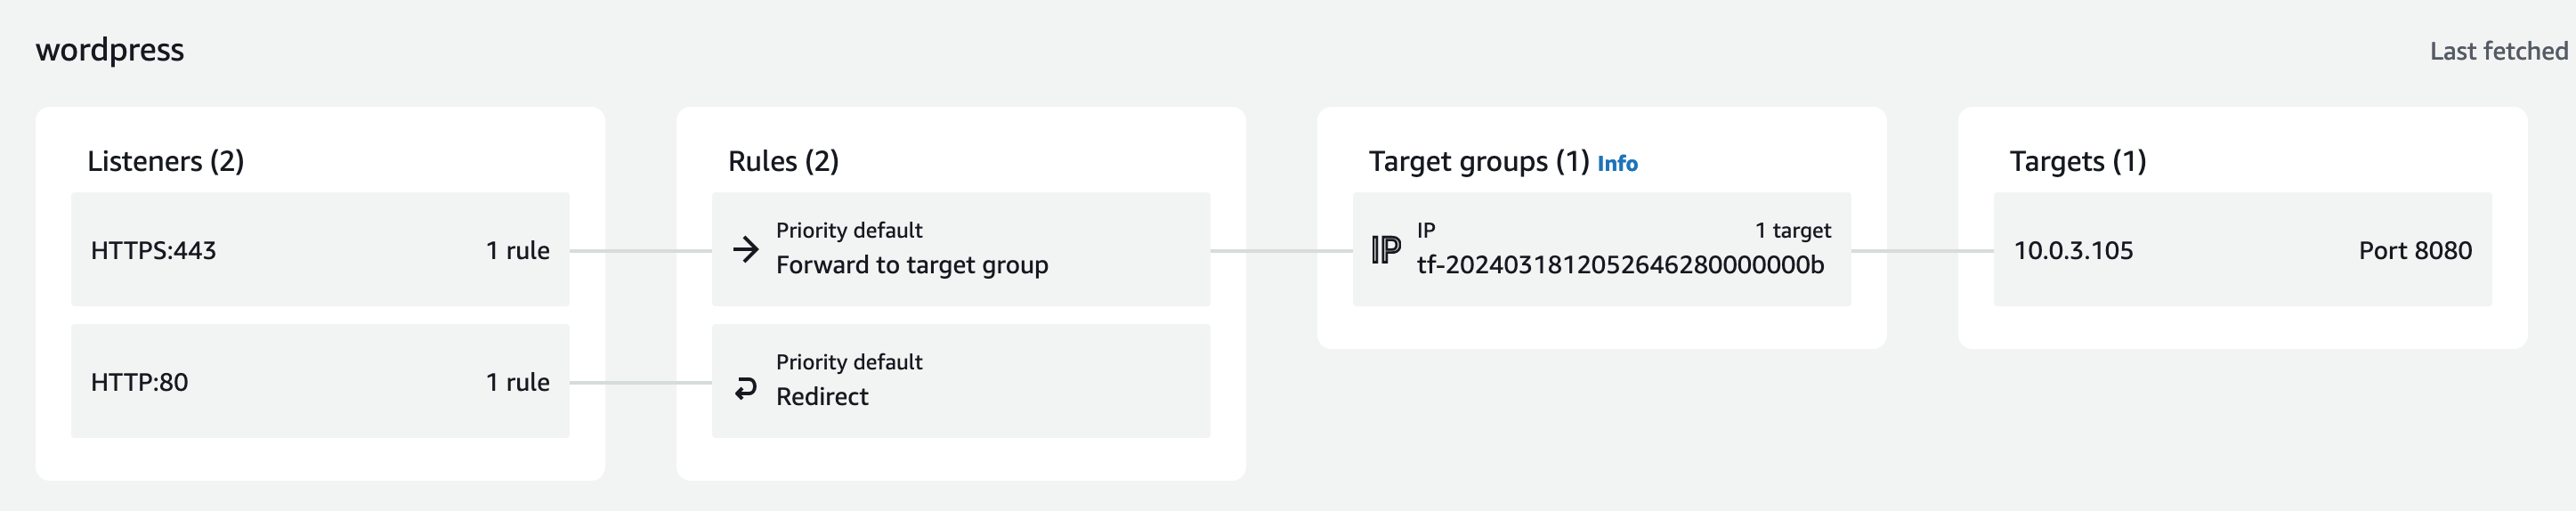 wordpress
Last fetched
Listeners (2)
HTTPS:443 1 rule
HTTP:80 1 rule
Rules (2)
Priority default
Forward to target group
Priority default
Redirect
Target groups (1) Info
IP 1 target
tf-20240318120526462800000000b
Targets (1)
10.0.3.105 Port 8080